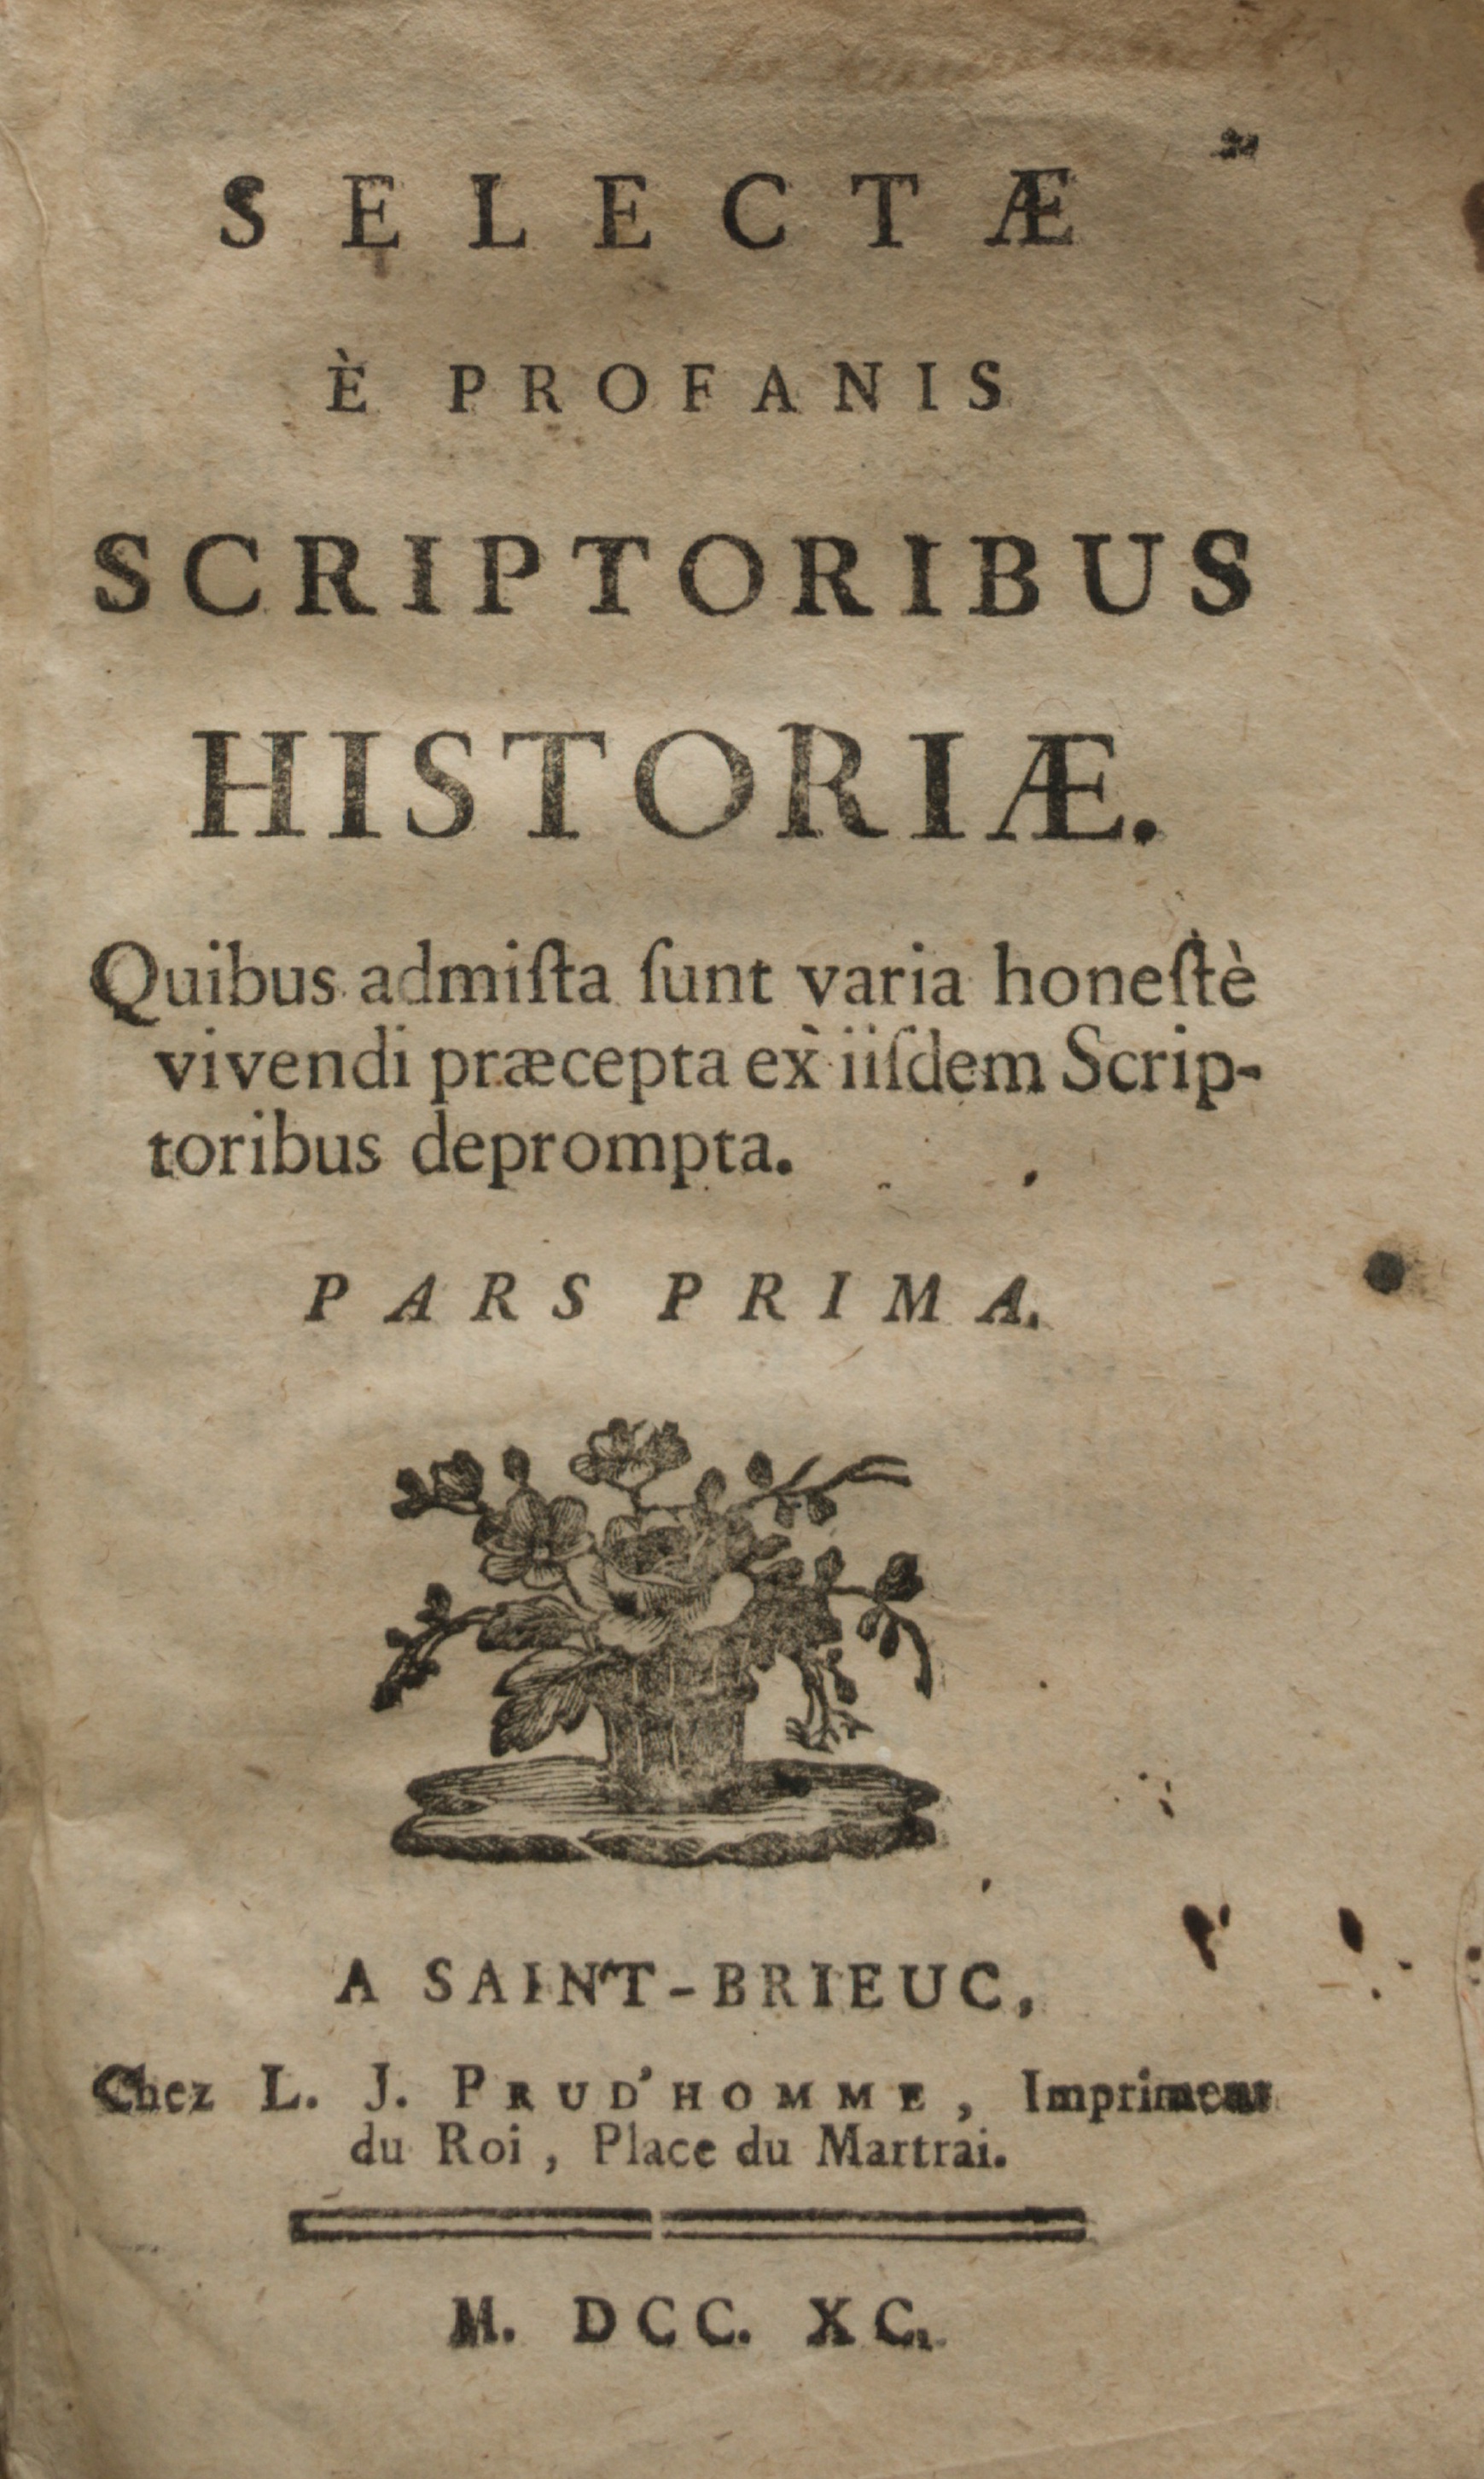 SELECTÆ
È PROFANIS
SCRIPTORIBUS
HISTORIÆ.
Quibus admiſta ſunt varia honeſtè
vivendi præcepta ex iiſdem Scrip-
toribus deprompta.
PARS PRIMA.
A SAINT-BRIEUC,
Chez L. J. PRUD'HOMME, Imprimeur
du Roi, Place du Martrai.
M. DCC. XC.